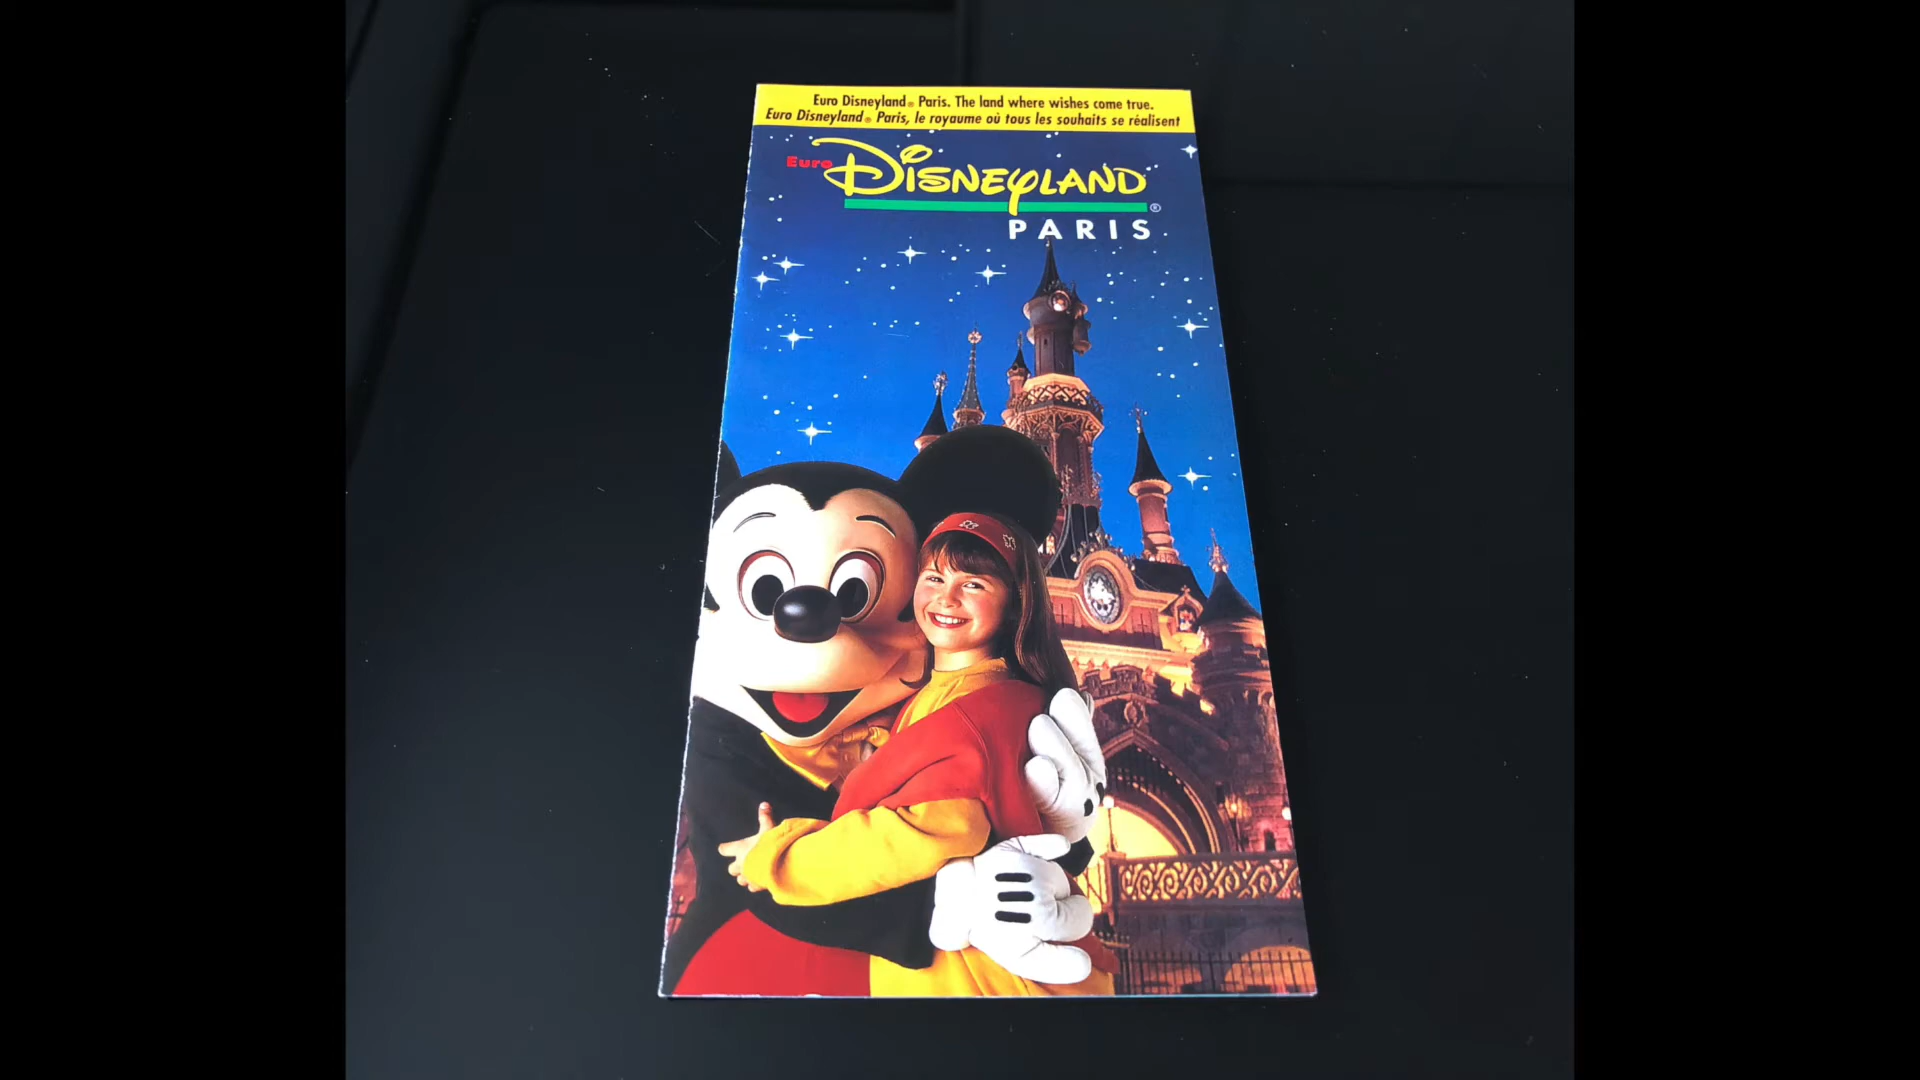 Euro Disneyland® Paris. The land where wishes come true.
Euro Disneyland® Paris, le royaume où tous les souhaits se réalisent
Euro DISNEYLAND®
PARIS